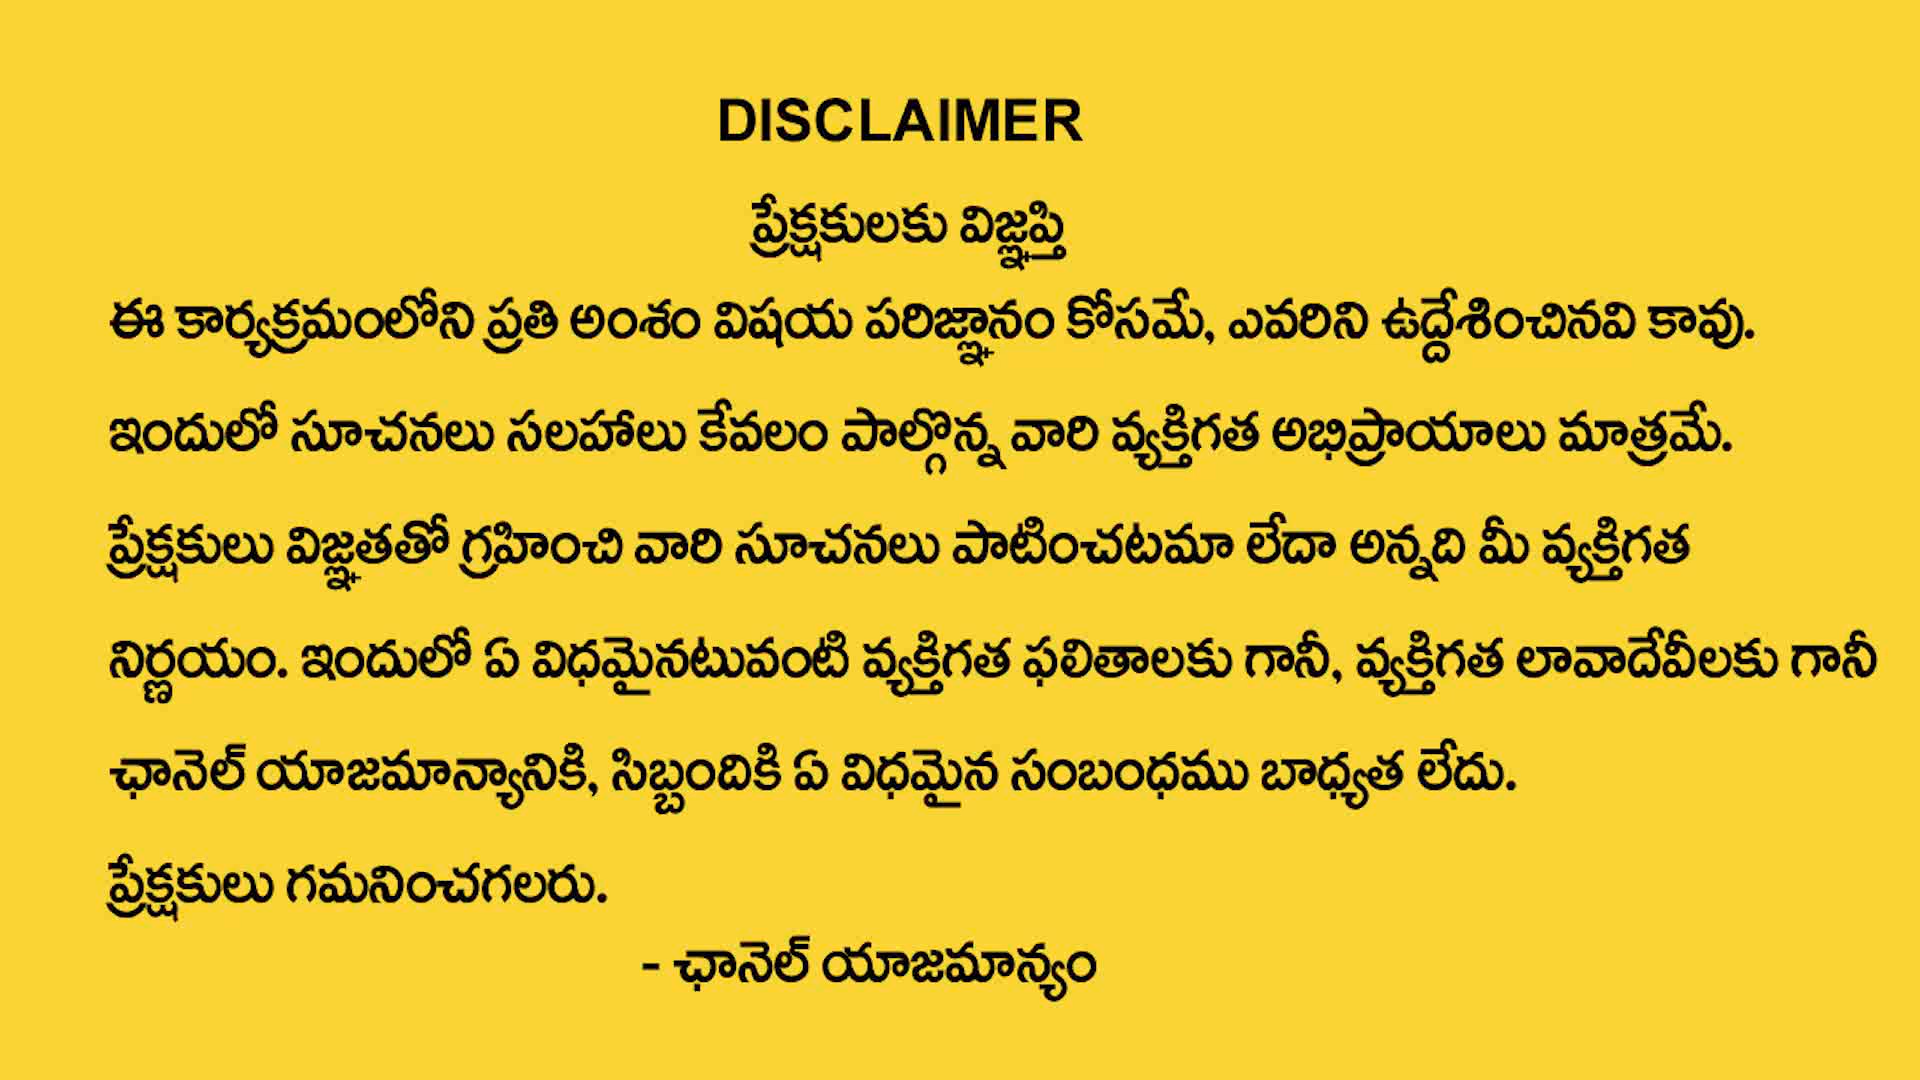 DISCLAIMER
ప్రేక్షకులకు విజ్ఞప్తి
ఈ కార్యక్రమంలోని ప్రతి అంశం విషయ పరిజ్ఞానం కోసమే, ఎవరిని ఉద్దేశించినవి కావు.
ఇందులో సూచనలు సలహాలు కేవలం పాల్గొన్న వారి వ్యక్తిగత అభిప్రాయాలు మాత్రమే.
ప్రేక్షకులు విజ్ఞతతో గ్రహించి వారి సూచనలు పాటించటమా లేదా అన్నది మీ వ్యక్తిగత
నిర్ణయం. ఇందులో ఏ విధమైనటువంటి వ్యక్తిగత ఫలితాలకు గానీ, వ్యక్తిగత లావాదేవీలకు గానీ
ఛానెల్ యాజమాన్యానికి, సిబ్బందికి ఏ విధమైన సంబంధము బాధ్యత లేదు.
ప్రేక్షకులు గమనించగలరు.
- ఛానెల్ యాజమాన్యం